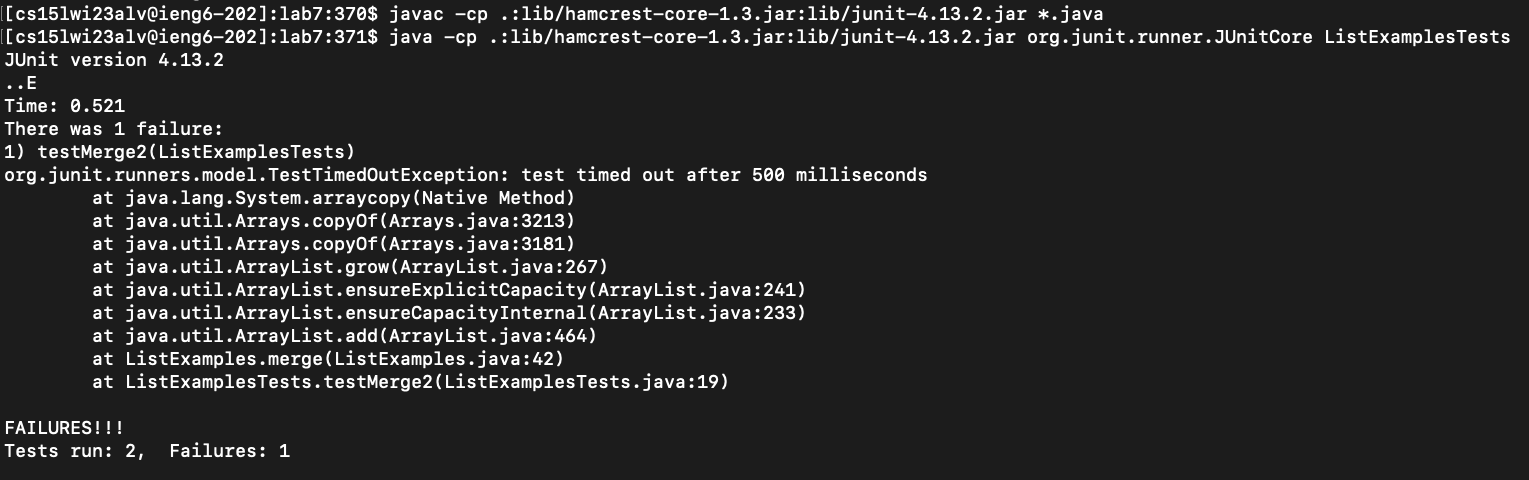 [cs15lwi23alv@ieng6-202]:lab7:370$ javac -cp .:lib/hamcrest-core-1.3.jar:lib/junit-4.13.2.jar *.java
[cs15lwi23alv@ieng6-202]:lab7:371$ java -cp .:lib/hamcrest-core-1.3.jar:lib/junit-4.13.2.jar org.junit.runner.JUnitCore ListExamplesTests
JUnit version 4.13.2
..E
Time: 0.521
There was 1 failure:
1) testMerge2(ListExamplesTests)
org.junit.runners.model.TestTimedOutException: test timed out after 500 milliseconds
        at java.lang.System.arraycopy(Native Method)
        at java.util.Arrays.copyOf(Arrays.java:3213)
        at java.util.Arrays.copyOf(Arrays.java:3181)
        at java.util.ArrayList.grow(ArrayList.java:267)
        at java.util.ArrayList.ensureExplicitCapacity(ArrayList.java:241)
        at java.util.ArrayList.ensureCapacityInternal(ArrayList.java:233)
        at java.util.ArrayList.add(ArrayList.java:464)
        at ListExamples.merge(ListExamples.java:42)
        at ListExamplesTests.testMerge2(ListExamplesTests.java:19)
FAILURES!!!
Tests run: 2,  Failures: 1